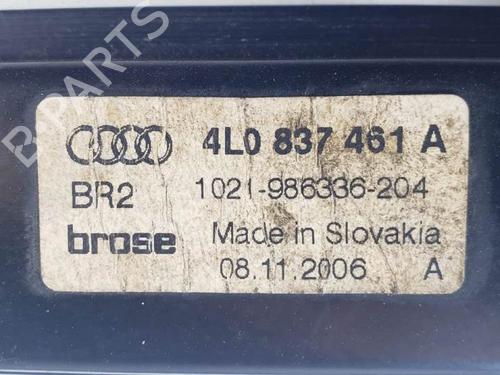 4L0 837 461 A
BR2 1021-986336-204
brose Made in Slovakia
08.11.2006 A
B-PARTS